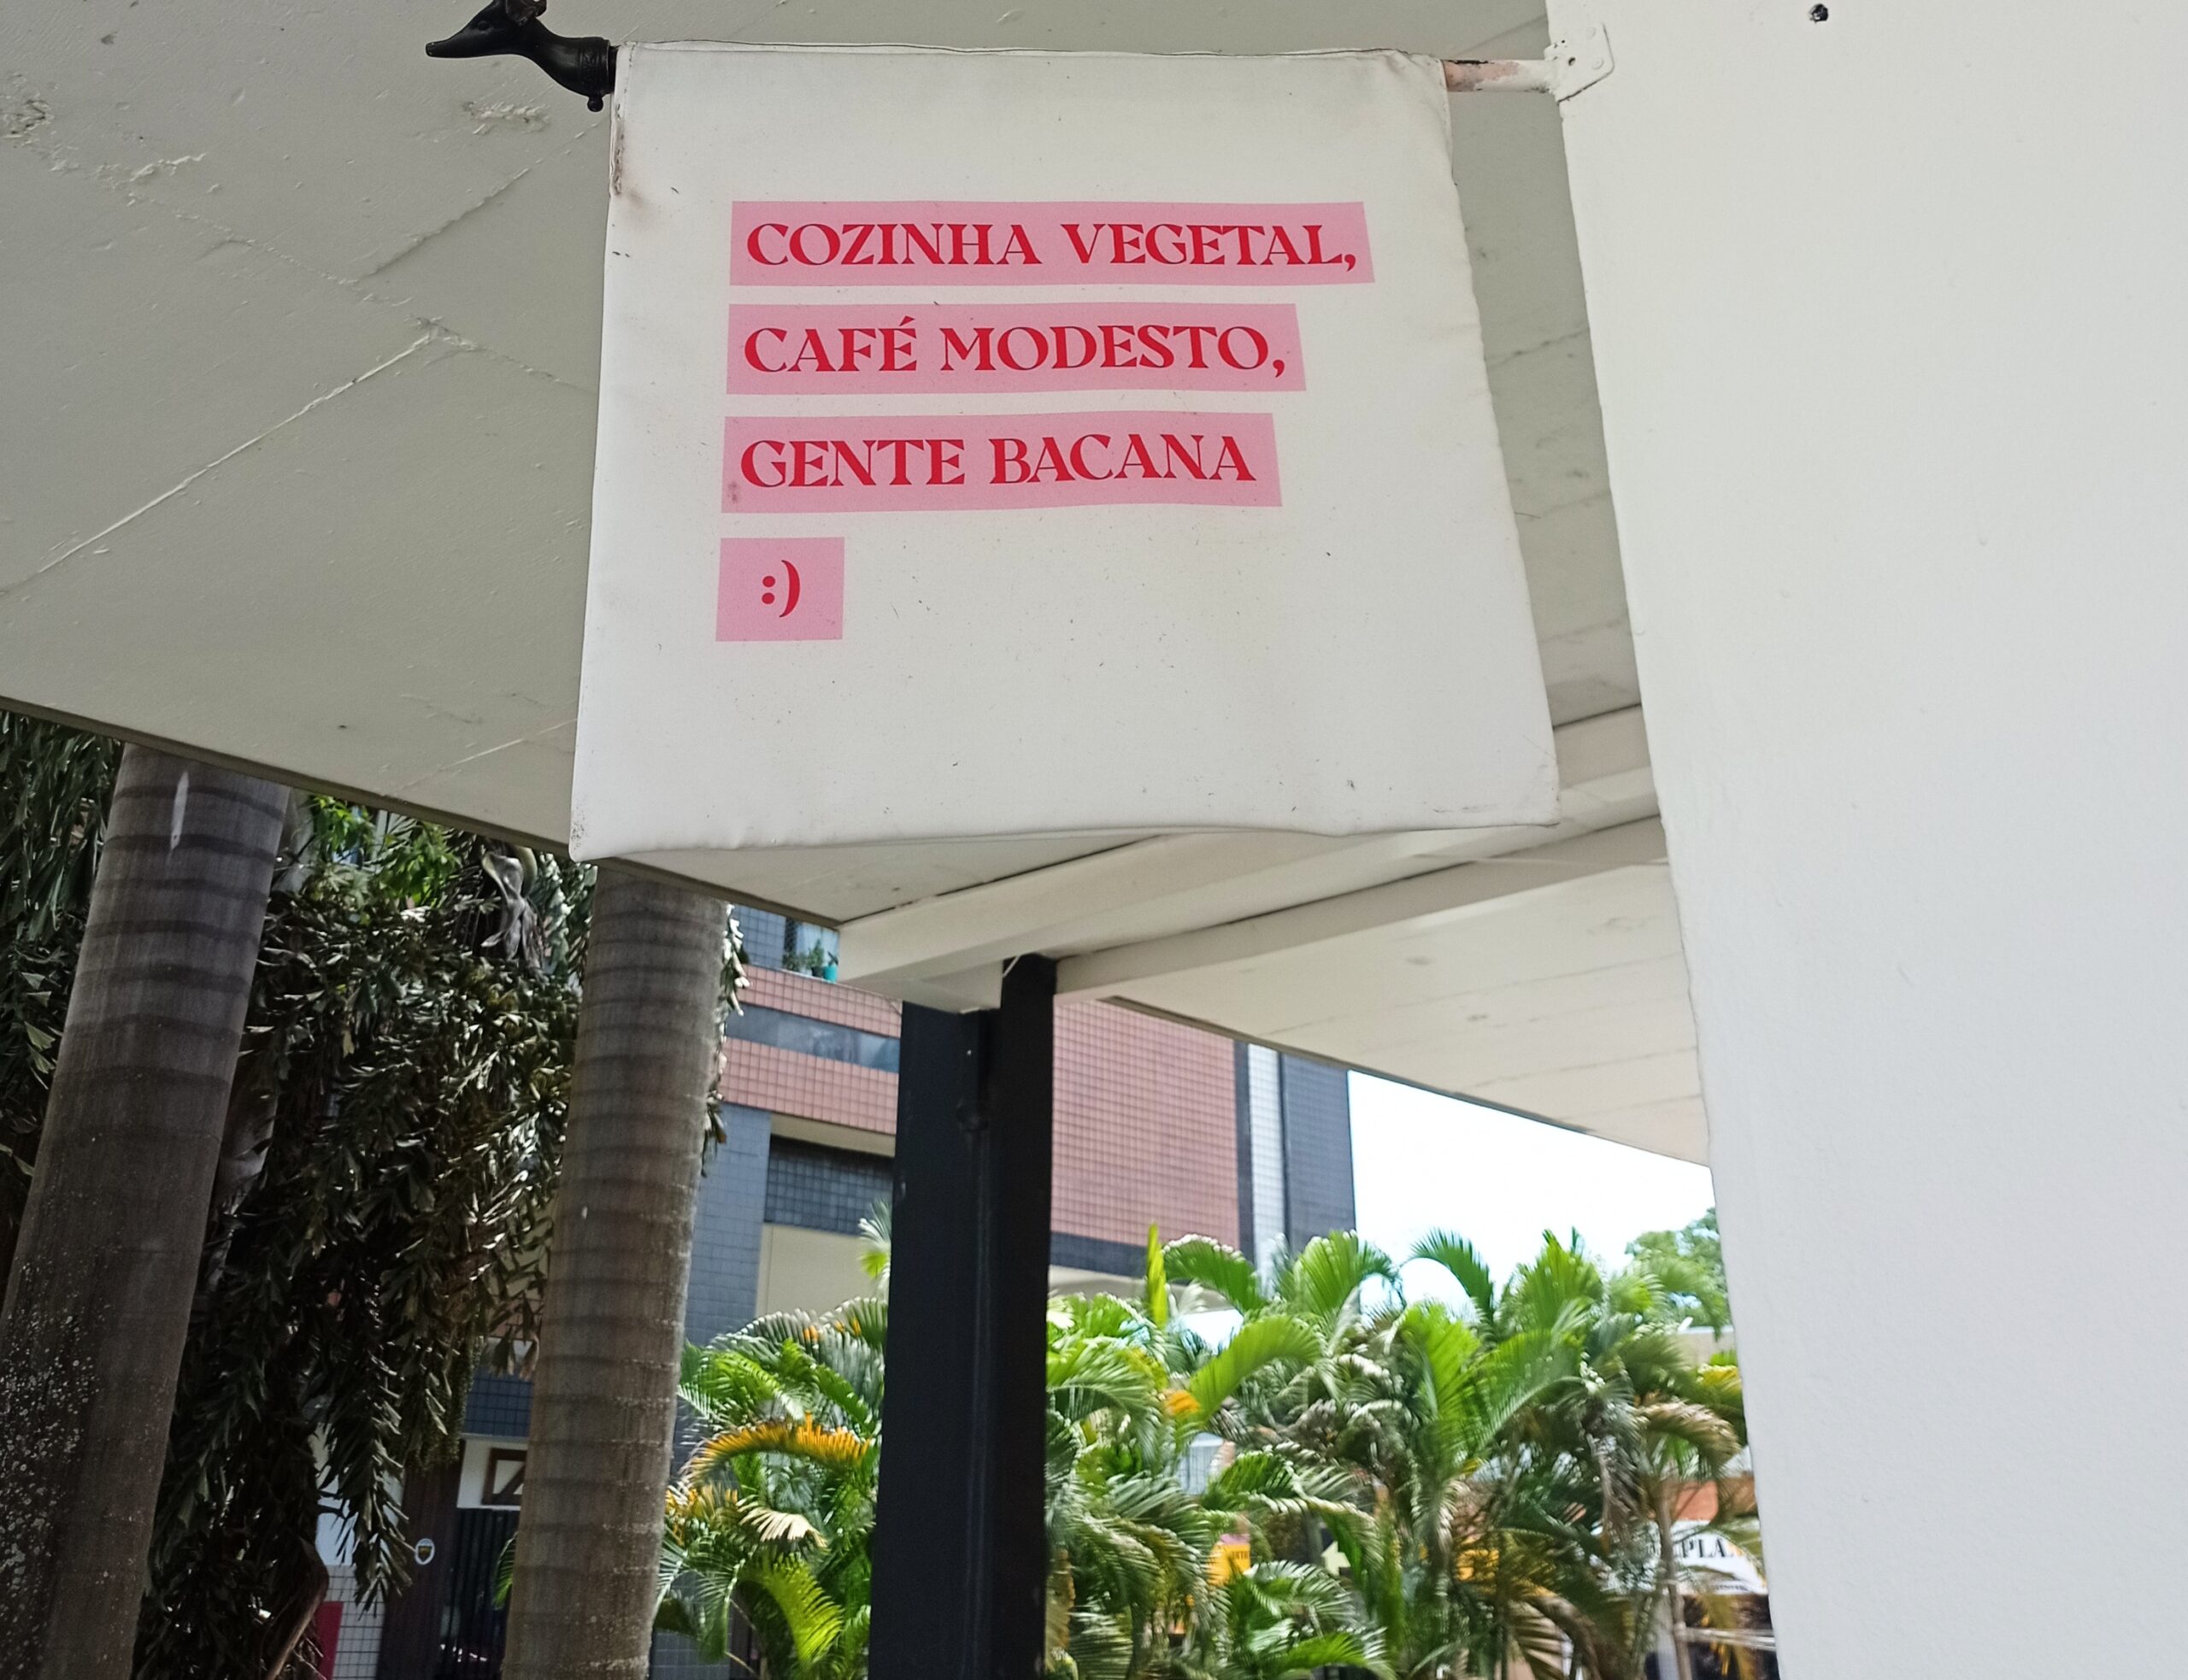 COZINHA VEGETAL,
CAFÉ MODESTO,
GENTE BACANA
:)